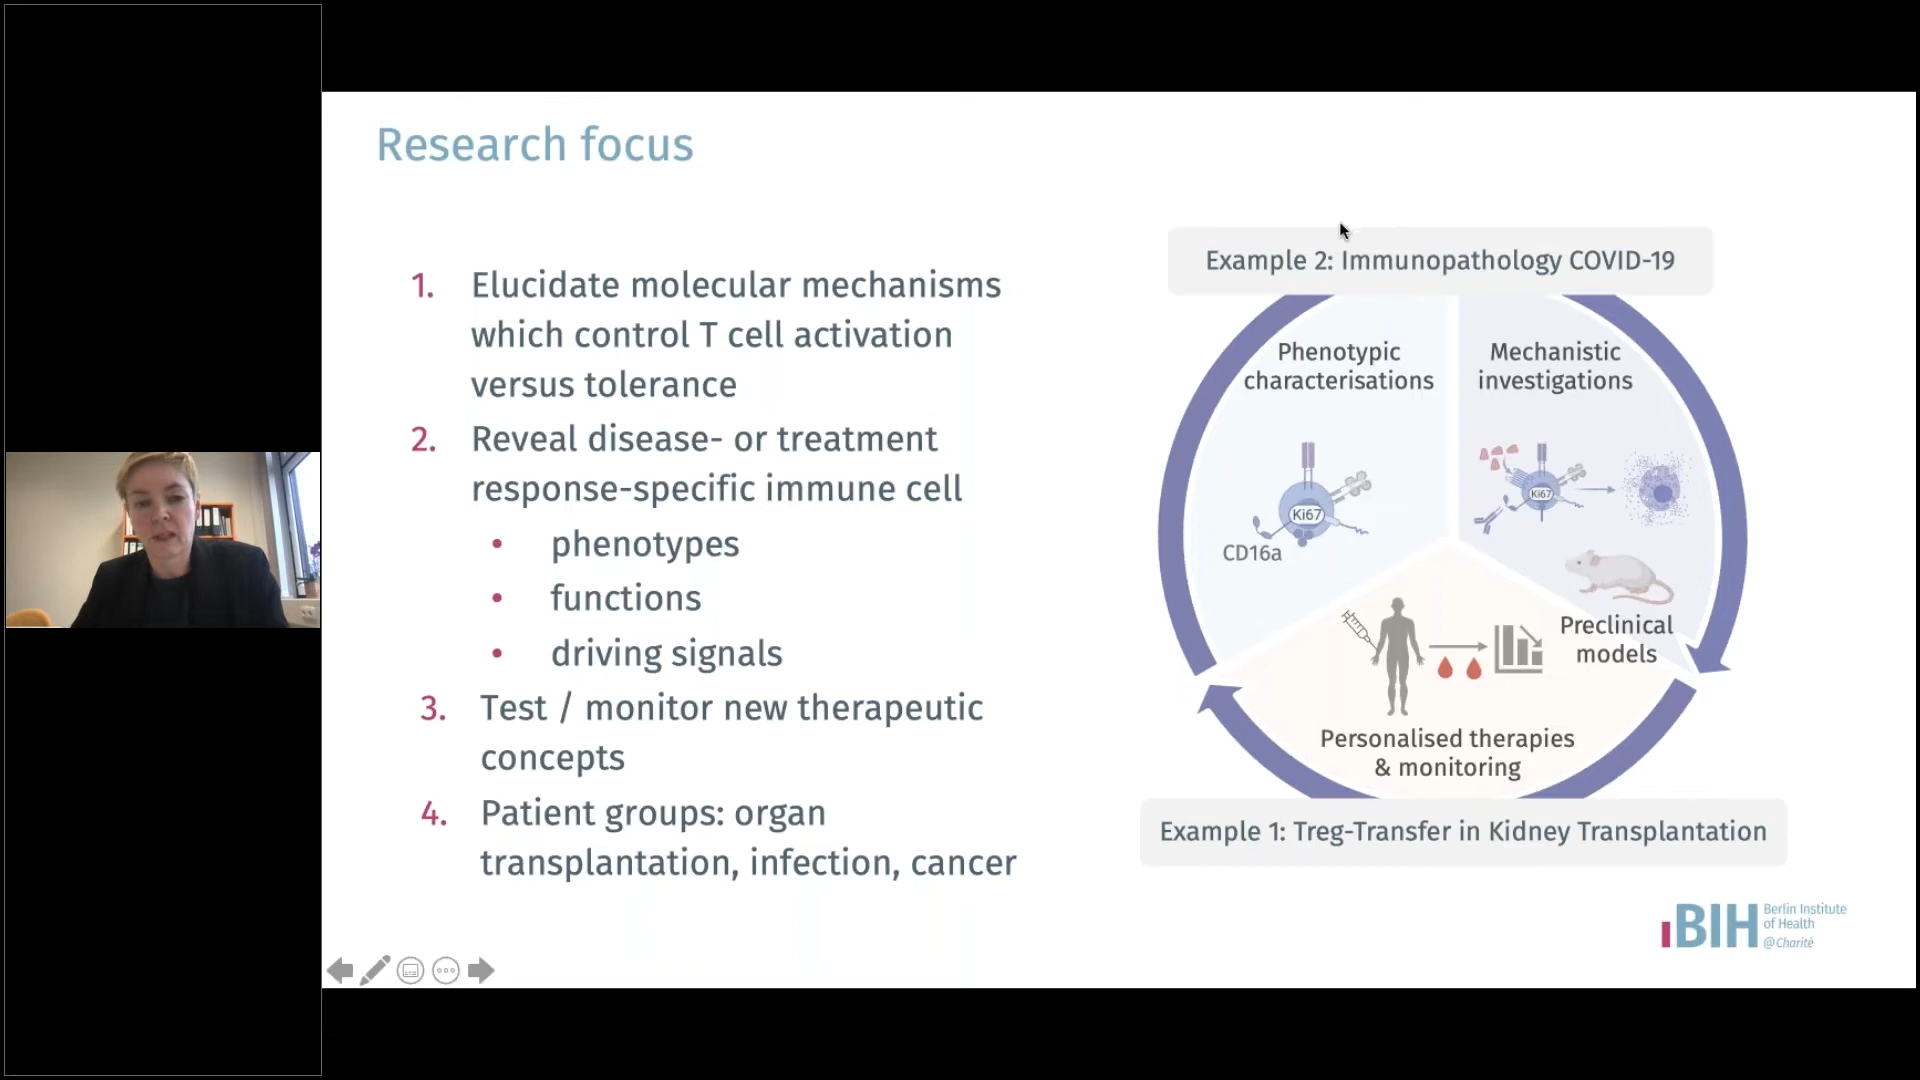 Research focus
1. Elucidate molecular mechanisms
which control T cell activation
versus tolerance
2. Reveal disease- or treatment
response-specific immune cell
• phenotypes
• functions
• driving signals
3. Test / monitor new therapeutic
concepts
4. Patient groups: organ
transplantation, infection, cancer
Example 2: Immunopathology COVID-19
Phenotypic
characterisations
Ki67
CD16a
Mechanistic
investigations
Ki67
Preclinical
models
Personalised therapies
& monitoring
Example 1: Treg-Transfer in Kidney Transplantation
BIH
Berlin Institute
of Health
@Charité